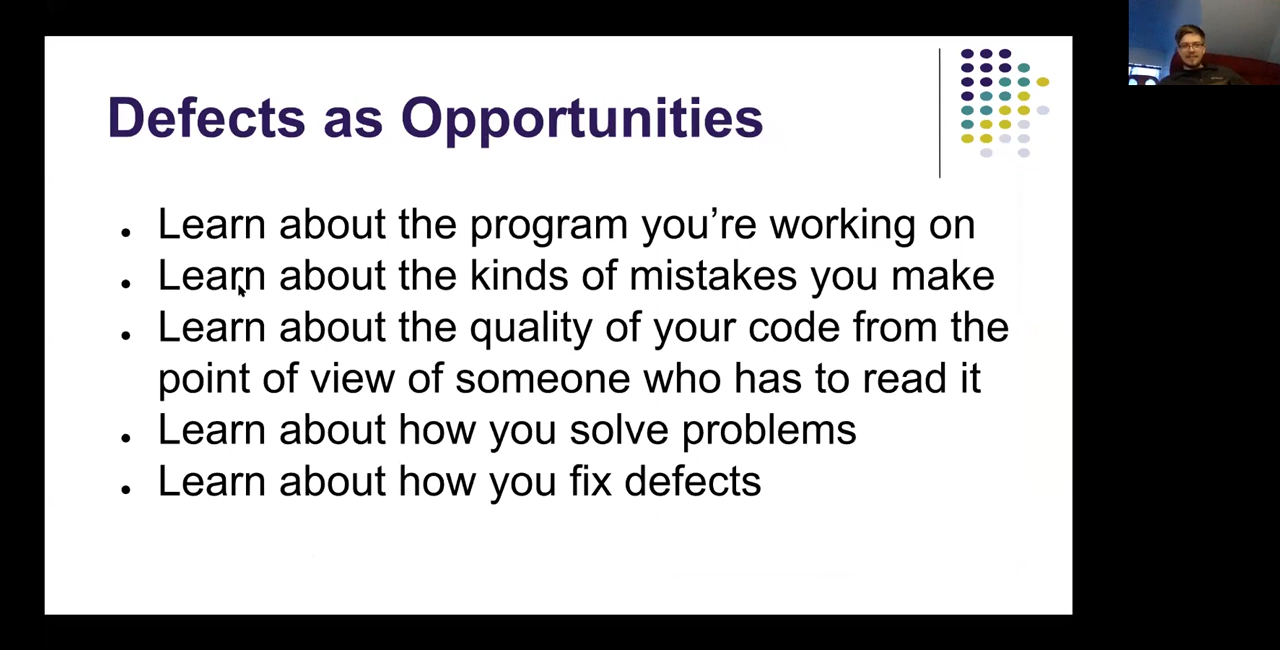 Defects as Opportunities
Learn about the program you’re working on
Learn about the kinds of mistakes you make
Learn about the quality of your code from the
point of view of someone who has to read it
Learn about how you solve problems
Learn about how you fix defects